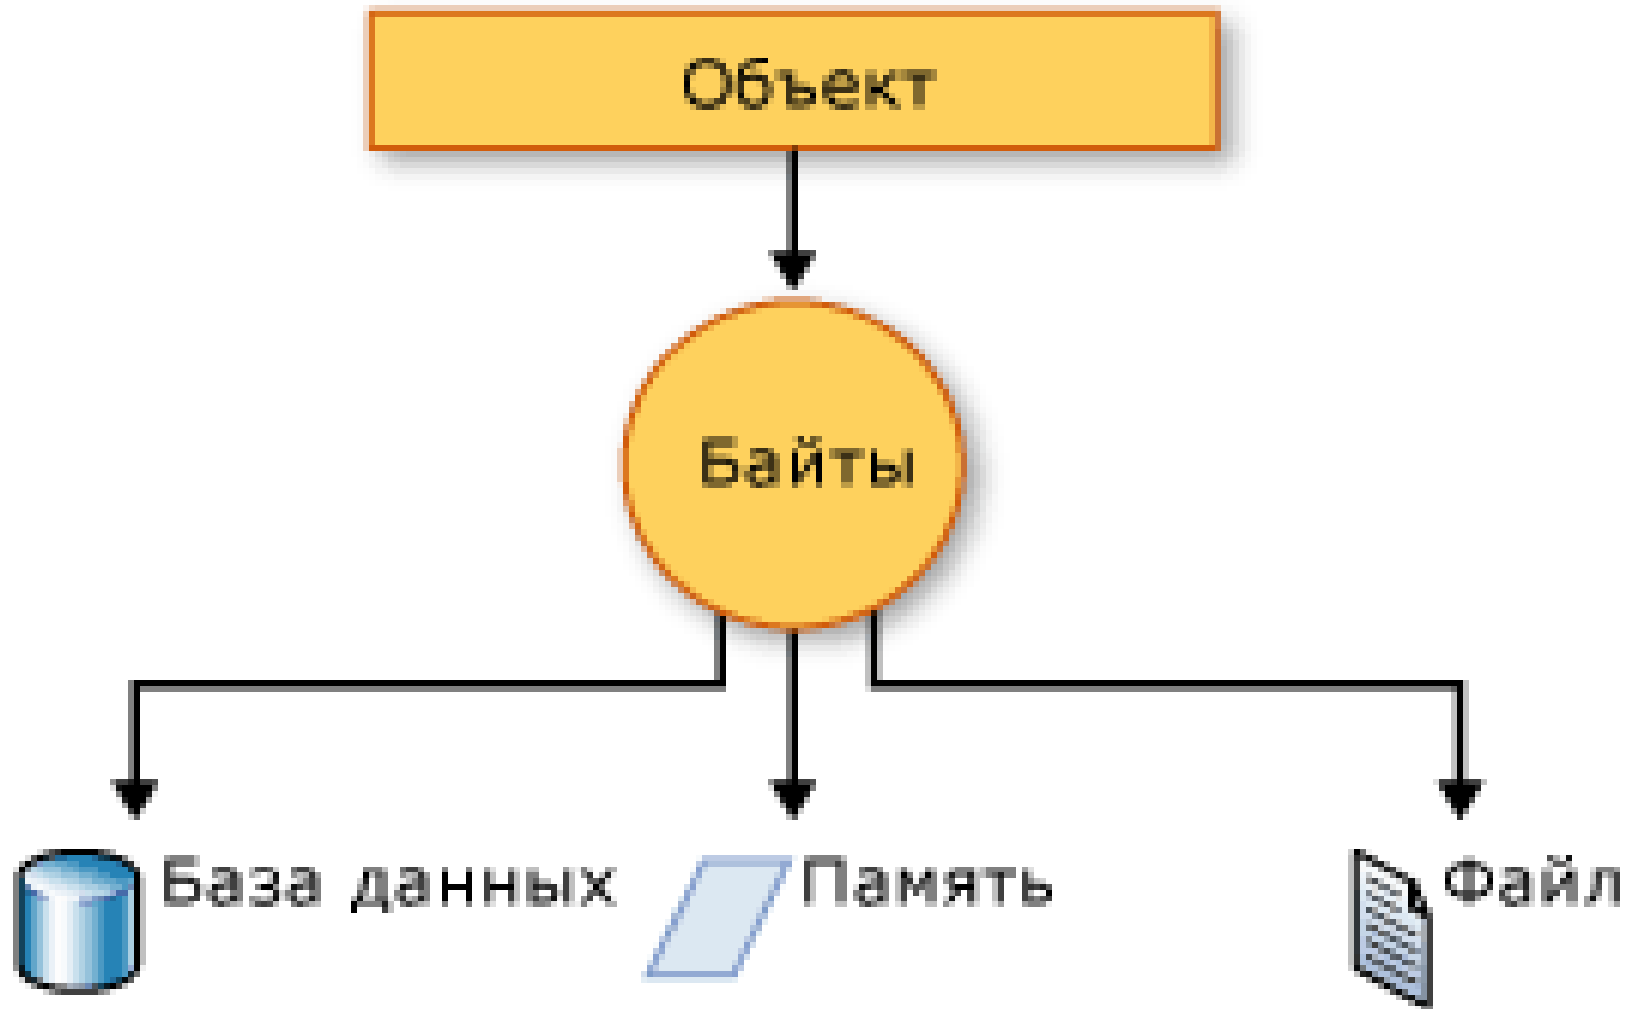 Объект
Байты
База данных
Память
Файл